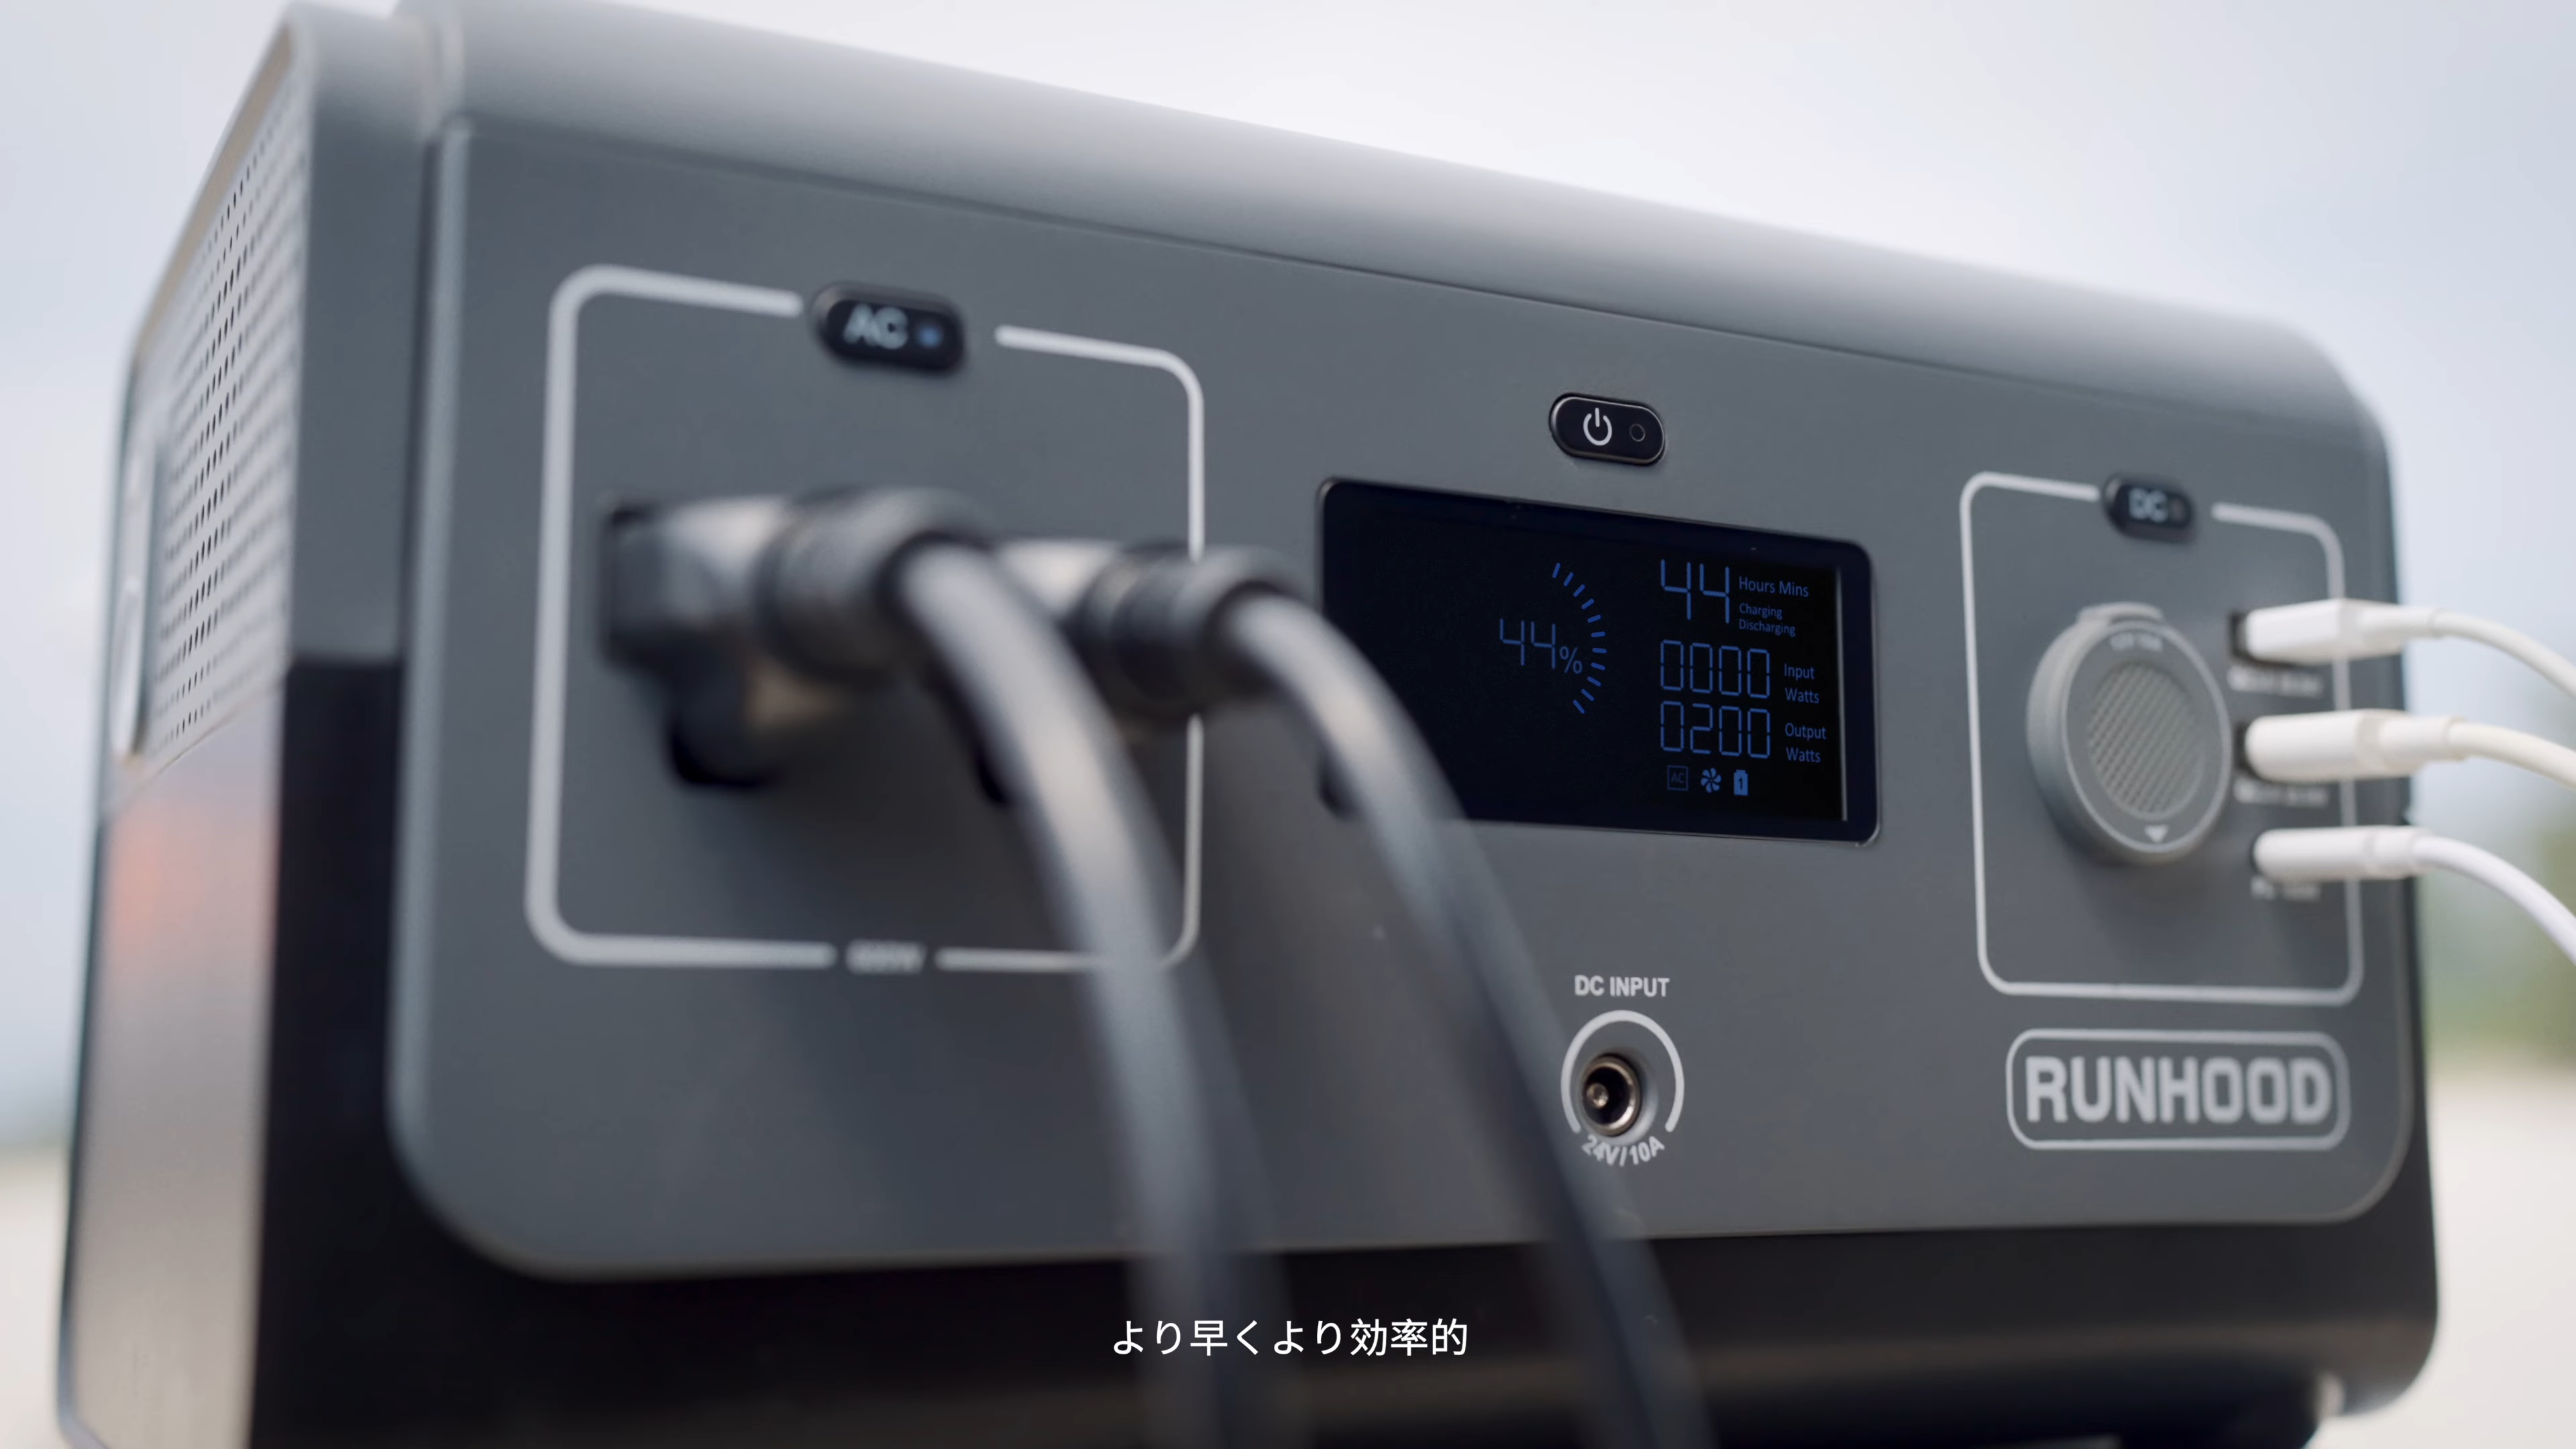 AC
DC
44 Hours Mins
Charging
Discharging
44%
0000 Input Watts
0200 Output Watts
AC
1
DC INPUT
24V/10A
RUNHOOD
より早くより効率的